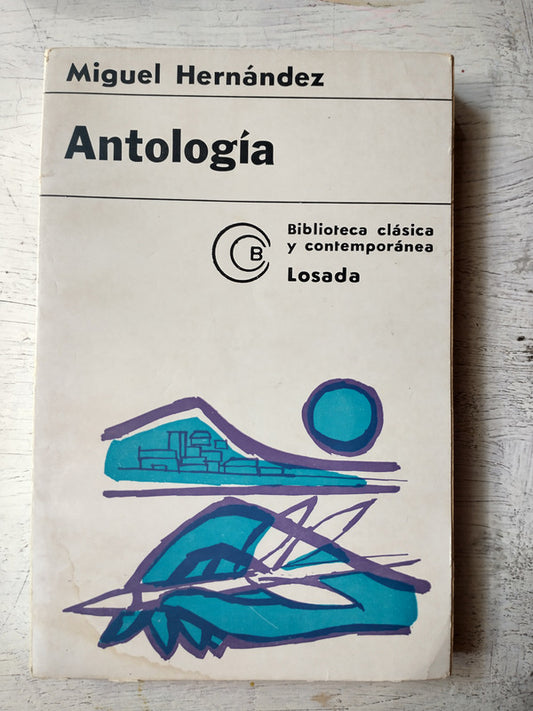 Miguel Hernández
Antología
B
Biblioteca clásica
y contemporánea
Losada